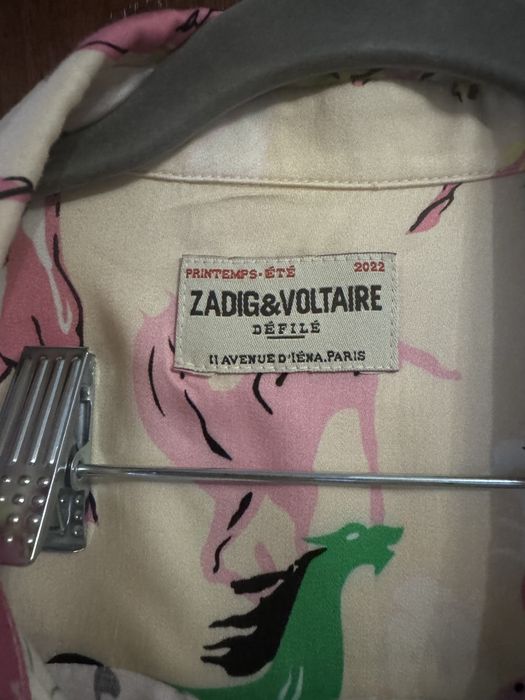 PRINTEMPS-ÉTÉ 2022
ZADIG&VOLTAIRE
DÉFILÉ
11 AVENUE D'IÉNA, PARIS